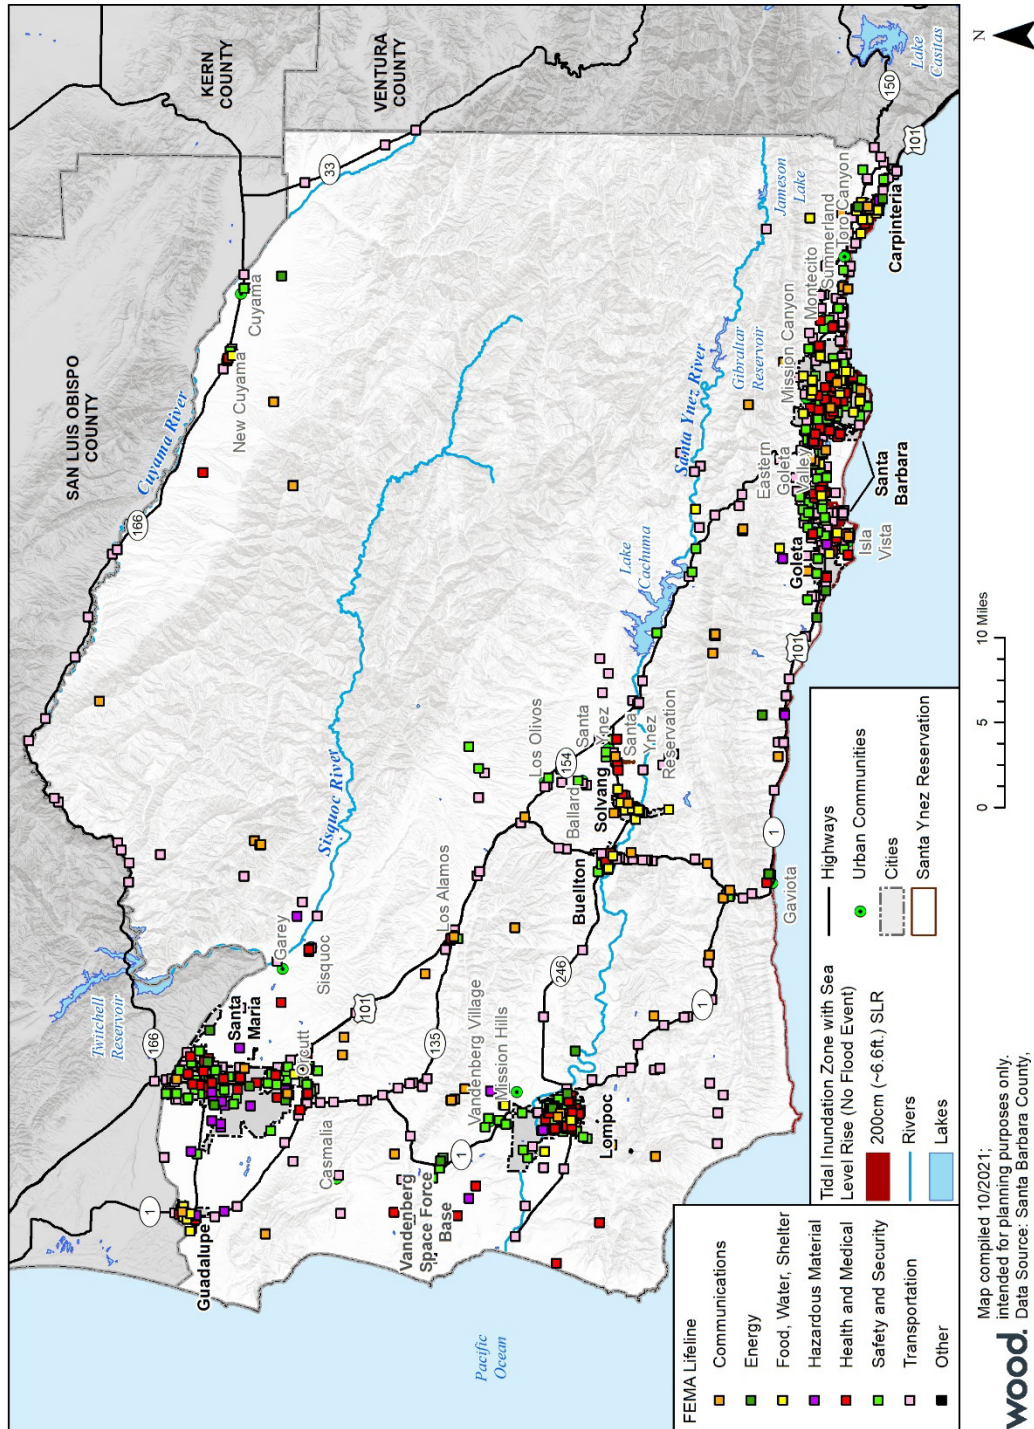 SAN LUIS OBISPO
COUNTY
KERN
COUNTY
VENTURA
COUNTY
Twitchell
Reservoir
166
Cuyama River
166
33
1
Guadalupe
Santa
Maria
Orcutt
Garey
Sisquoc
Sisquoc River
New Cuyama
Cuyama
Casmalia
101
135
Los Alamos
Vandenberg
Space Force
Base
1
Vandenberg Village
Mission Hills
Lompoc
246
Buellton
Solvang
Ballard
Los Olivos
154
Santa
Ynez
Santa
Ynez
Reservation
Lake
Cachuma
Santa Ynez River
Gibraltar
Reservoir
Jameson
Lake
Pacific
Ocean
1
Gaviota
1
101
Goleta
Isla
Vista
Eastern
Goleta
Valley
Santa
Barbara
Mission Canyon
Montecito
Summerland
Toro Canyon
Carpinteria
101
150
Lake
Casitas
FEMA Lifeline
Communications
Energy
Food, Water, Shelter
Hazardous Material
Health and Medical
Safety and Security
Transportation
Other
Tidal Inundation Zone with Sea
Level Rise (No Flood Event)
200cm (~6.6ft.) SLR
Rivers
Lakes
Highways
Urban Communities
Cities
Santa Ynez Reservation
0 5 10 Miles
N
wood.
Map compiled 10/2021;
intended for planning purposes only.
Data Source: Santa Barbara County,